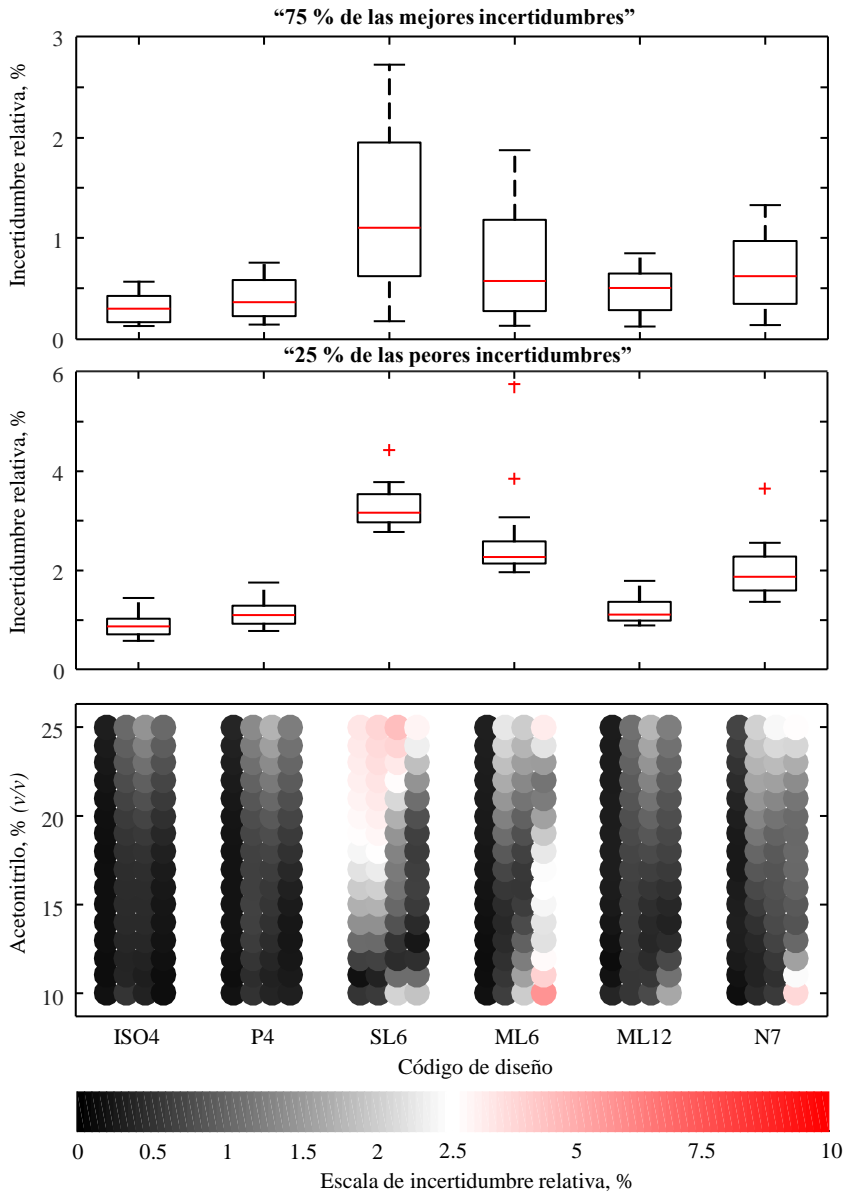 “75 % de las mejores incertidumbres”
3
2
1
0
Incertidumbre relativa, %
“25 % de las peores incertidumbres”
6
4
2
0
Incertidumbre relativa, %
25
20
15
10
Acetonitrilo, % (v/v)
ISO4 P4 SL6 ML6 ML12 N7
Código de diseño
0 0.5 1 1.5 2 2.5 5 7.5 10
Escala de incertidumbre relativa, %